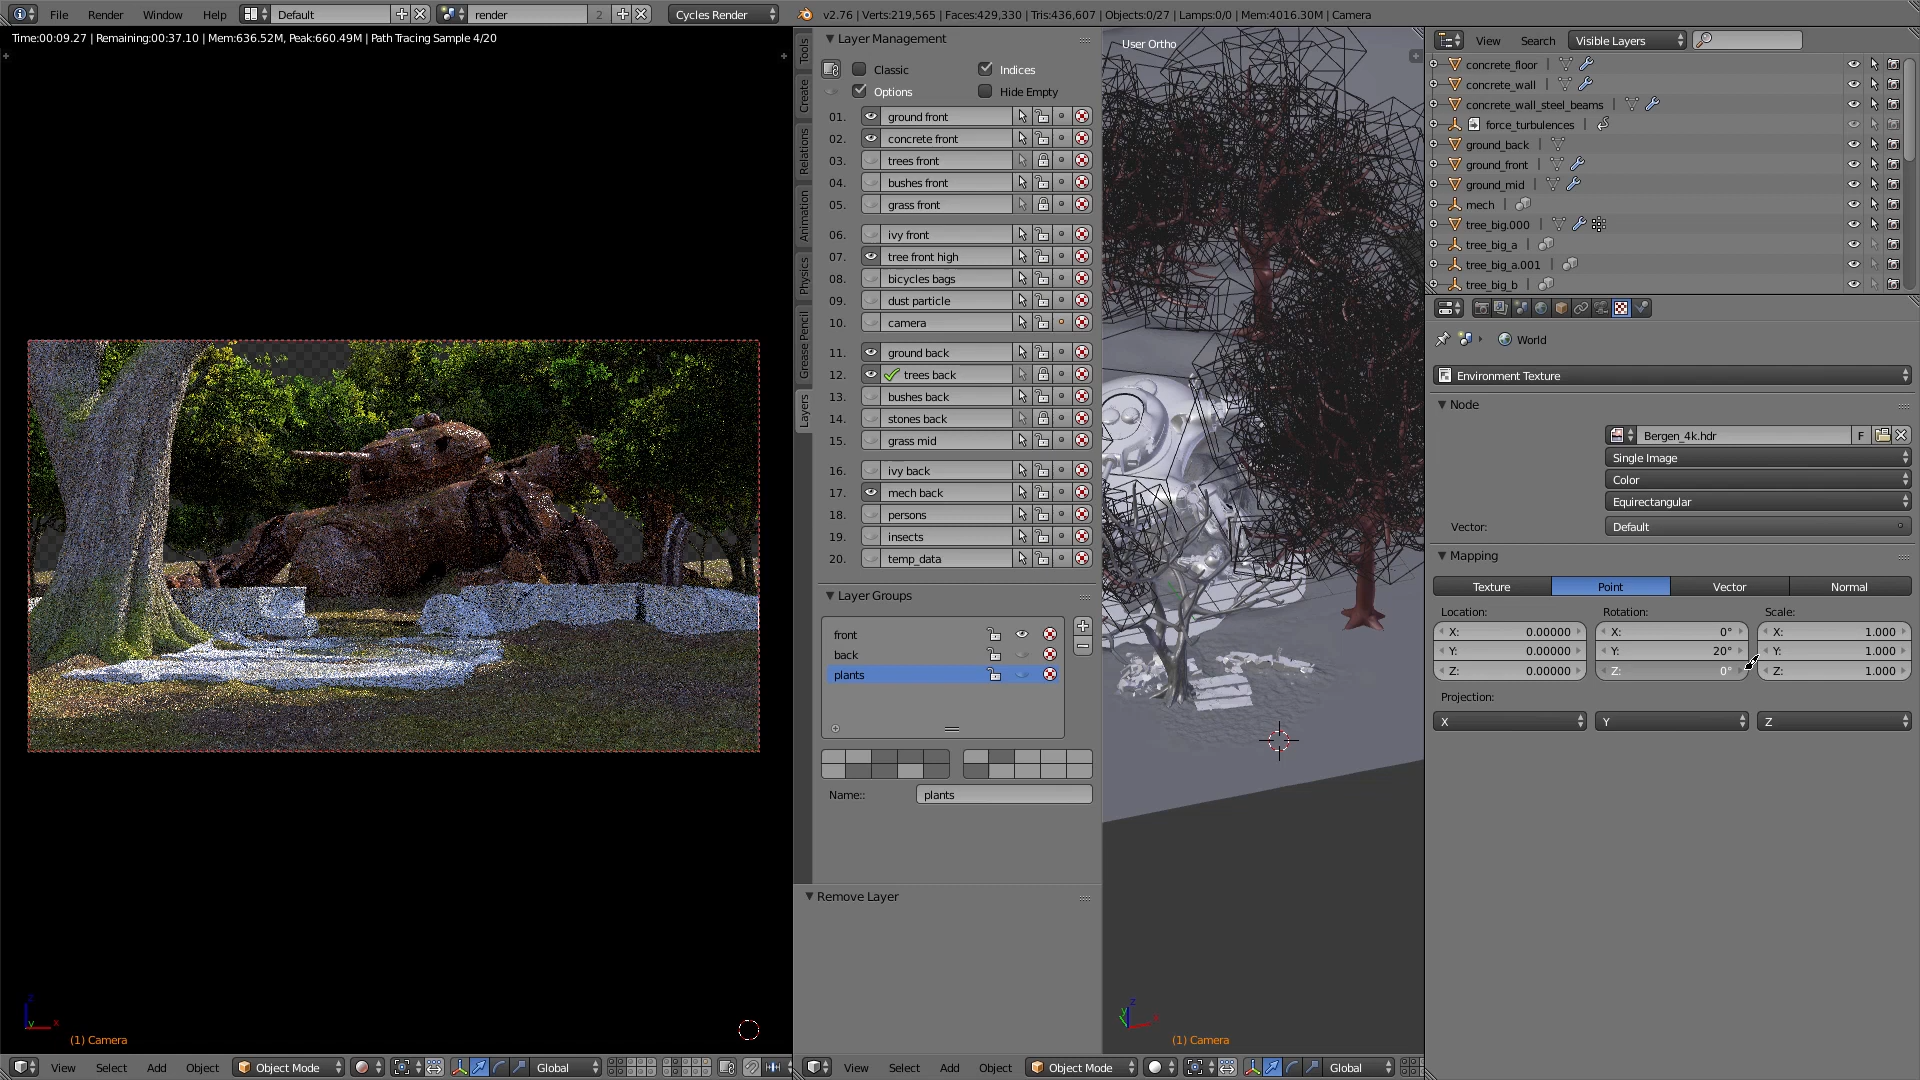 File Render Window Help Default render 2 Cycles Render v2.76 | Verts:219,565 | Faces:429,330 | Tris:436,607 | Objects:0/27 | Lamps:0/0 | Mem:4016.30M | Camera
Time:00:09.27 | Remaining:00:37.10 | Mem:636.52M, Peak:660.49M | Path Tracing Sample 4/20
(1) Camera
View Select Add Object Object Mode Global
Tools
Create
Relations
Animation
Physics
Grease Pencil
Layers
Layer Management
Classic Indices
Options Hide Empty
01. ground front
02. concrete front
03. trees front
04. bushes front
05. grass front
06. ivy front
07. tree front high
08. bicycles bags
09. dust particle
10. camera
11. ground back
12. trees back
13. bushes back
14. stones back
15. grass mid
16. ivy back
17. mech back
18. persons
19. insects
20. temp_data
Layer Groups
front
back
plants
Name:: plants
Remove Layer
User Ortho
(1) Camera
View Select Add Object Object Mode Global
View Search Visible Layers
concrete_floor
concrete_wall
concrete_wall_steel_beams
force_turbulences
ground_back
ground_front
ground_mid
mech
tree_big.000
tree_big_a
tree_big_a.001
tree_big_b
World
Environment Texture
Node
Bergen_4k.hdr F
Single Image
Color
Equirectangular
Vector: Default
Mapping
Texture Point Vector Normal
Location: Rotation: Scale:
X: 0.00000 X: 0° X: 1.000
Y: 0.00000 Y: 20° Y: 1.000
Z: 0.00000 Z: 0° Z: 1.000
Projection:
X Y Z